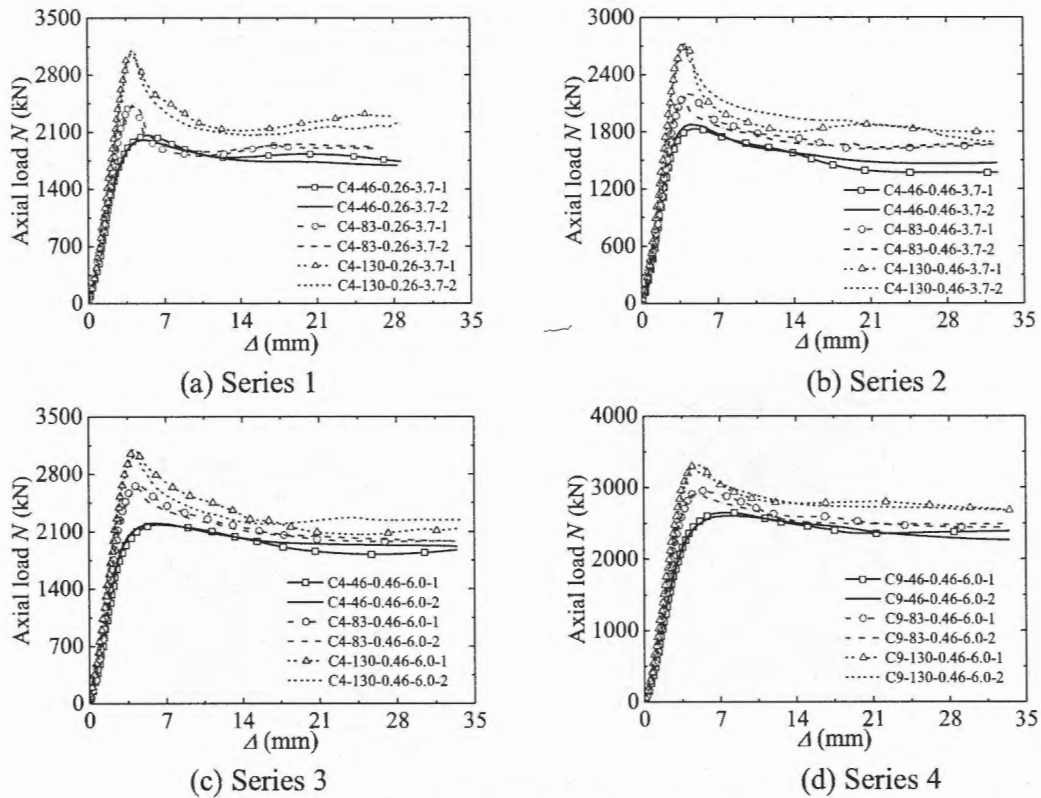 3500
2800
2100
1400
700
0
Axial load N (kN)
C4-46-0.26-3.7-1
C4-46-0.26-3.7-2
C4-83-0.26-3.7-1
C4-83-0.26-3.7-2
C4-130-0.26-3.7-1
C4-130-0.26-3.7-2
0 7 14 21 28 35
Δ (mm)
(a) Series 1
3000
2400
1800
1200
600
0
Axial load N (kN)
C4-46-0.46-3.7-1
C4-46-0.46-3.7-2
C4-83-0.46-3.7-1
C4-83-0.46-3.7-2
C4-130-0.46-3.7-1
C4-130-0.46-3.7-2
0 7 14 21 28 35
Δ (mm)
(b) Series 2
3500
2800
2100
1400
700
0
Axial load N (kN)
C4-46-0.46-6.0-1
C4-46-0.46-6.0-2
C4-83-0.46-6.0-1
C4-83-0.46-6.0-2
C4-130-0.46-6.0-1
C4-130-0.46-6.0-2
0 7 14 21 28 35
Δ (mm)
(c) Series 3
4000
3000
2000
1000
0
Axial load N (kN)
C9-46-0.46-6.0-1
C9-46-0.46-6.0-2
C9-83-0.46-6.0-1
C9-83-0.46-6.0-2
C9-130-0.46-6.0-1
C9-130-0.46-6.0-2
0 7 14 21 28 35
Δ (mm)
(d) Series 4